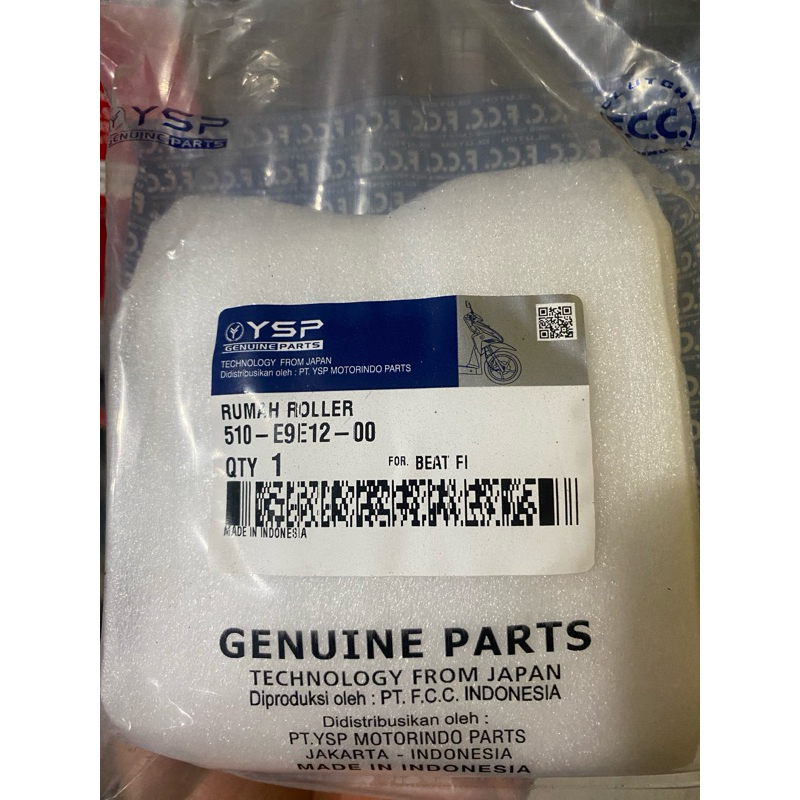 YSP
GENUINE PARTS
CLUTCH
F.C.C.
F.C.C. F.C.C. F.C.C. F.C.C.
YSP
GENUINE PARTS
TECHNOLOGY FROM JAPAN
Didistribusikan oleh : PT. YSP MOTORINDO PARTS
RUMAH ROLLER
510-E9E12-00
QTY 1
FOR. BEAT FI
MADE IN INDONESIA
GENUINE PARTS
TECHNOLOGY FROM JAPAN
Diproduksi oleh : PT. F.C.C. INDONESIA
Didistribusikan oleh :
PT.YSP MOTORINDO PARTS
JAKARTA - INDONESIA
MADE IN INDONESIA